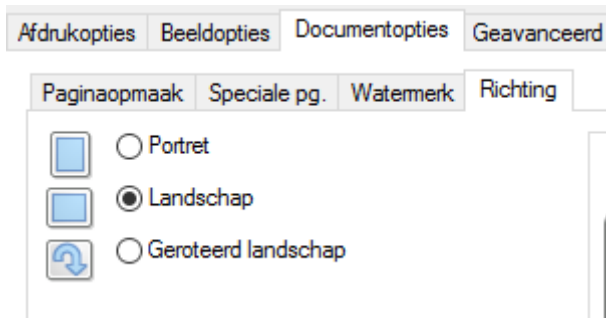 Afdrukopties Beeldopties Documentopties Geavanceerd
Paginaopmaak Speciale pg. Watermerk Richting
Portret
Landschap
Geroteerd landschap